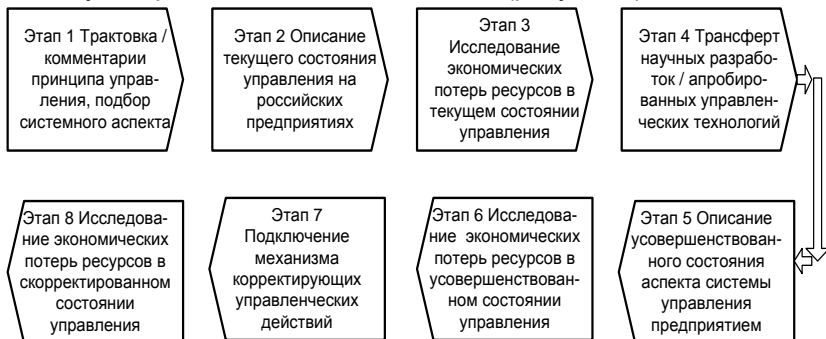 Этап 1 Трактовка /
комментарии
принципа управ-
ления, подбор
системного аспекта
Этап 2 Описание
текущего состояния
управления на
российских
предприятиях
Этап 3
Исследование
экономических
потерь ресурсов в
текущем состоянии
управления
Этап 4 Трансферт
научных разрабо-
ток / апробиро-
ванных управлен-
ческих технологий
Этап 5 Описание
усовершенствован-
ного состояния
аспекта системы
управления
предприятием
Этап 6 Исследова-
ние экономических
потерь ресурсов в
усовершенствован-
ном состоянии
управления
Этап 7
Подключение
механизма
корректирующих
управленческих
действий
Этап 8 Исследова-
ние экономических
потерь ресурсов в
скорректированном
состоянии
управления